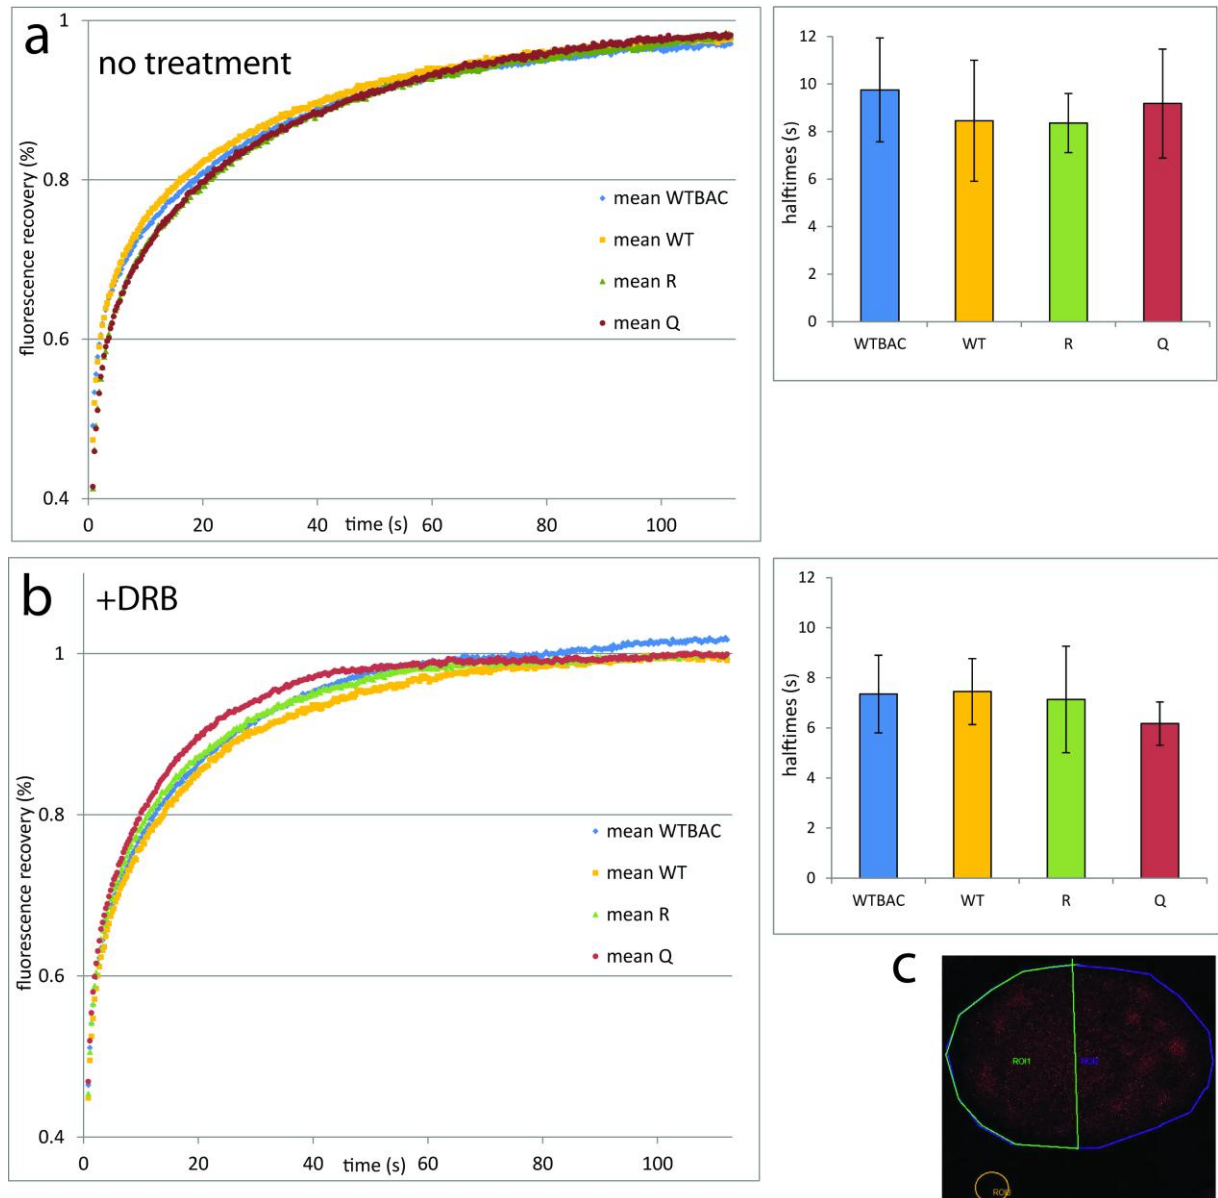 a
no treatment
1
0.8
0.6
0.4
fluorescence recovery (%)
mean WTBAC
mean WT
mean R
mean Q
0 20 40 time (s) 60 80 100
12
10
8
6
4
2
0
halftimes (s)
WTBAC WT R Q
b
+DRB
1
0.8
0.6
0.4
fluorescence recovery (%)
mean WTBAC
mean WT
mean R
mean Q
0 20 40 time (s) 60 80 100
12
10
8
6
4
2
0
halftimes (s)
WTBAC WT R Q
c
ROI1 ROI2